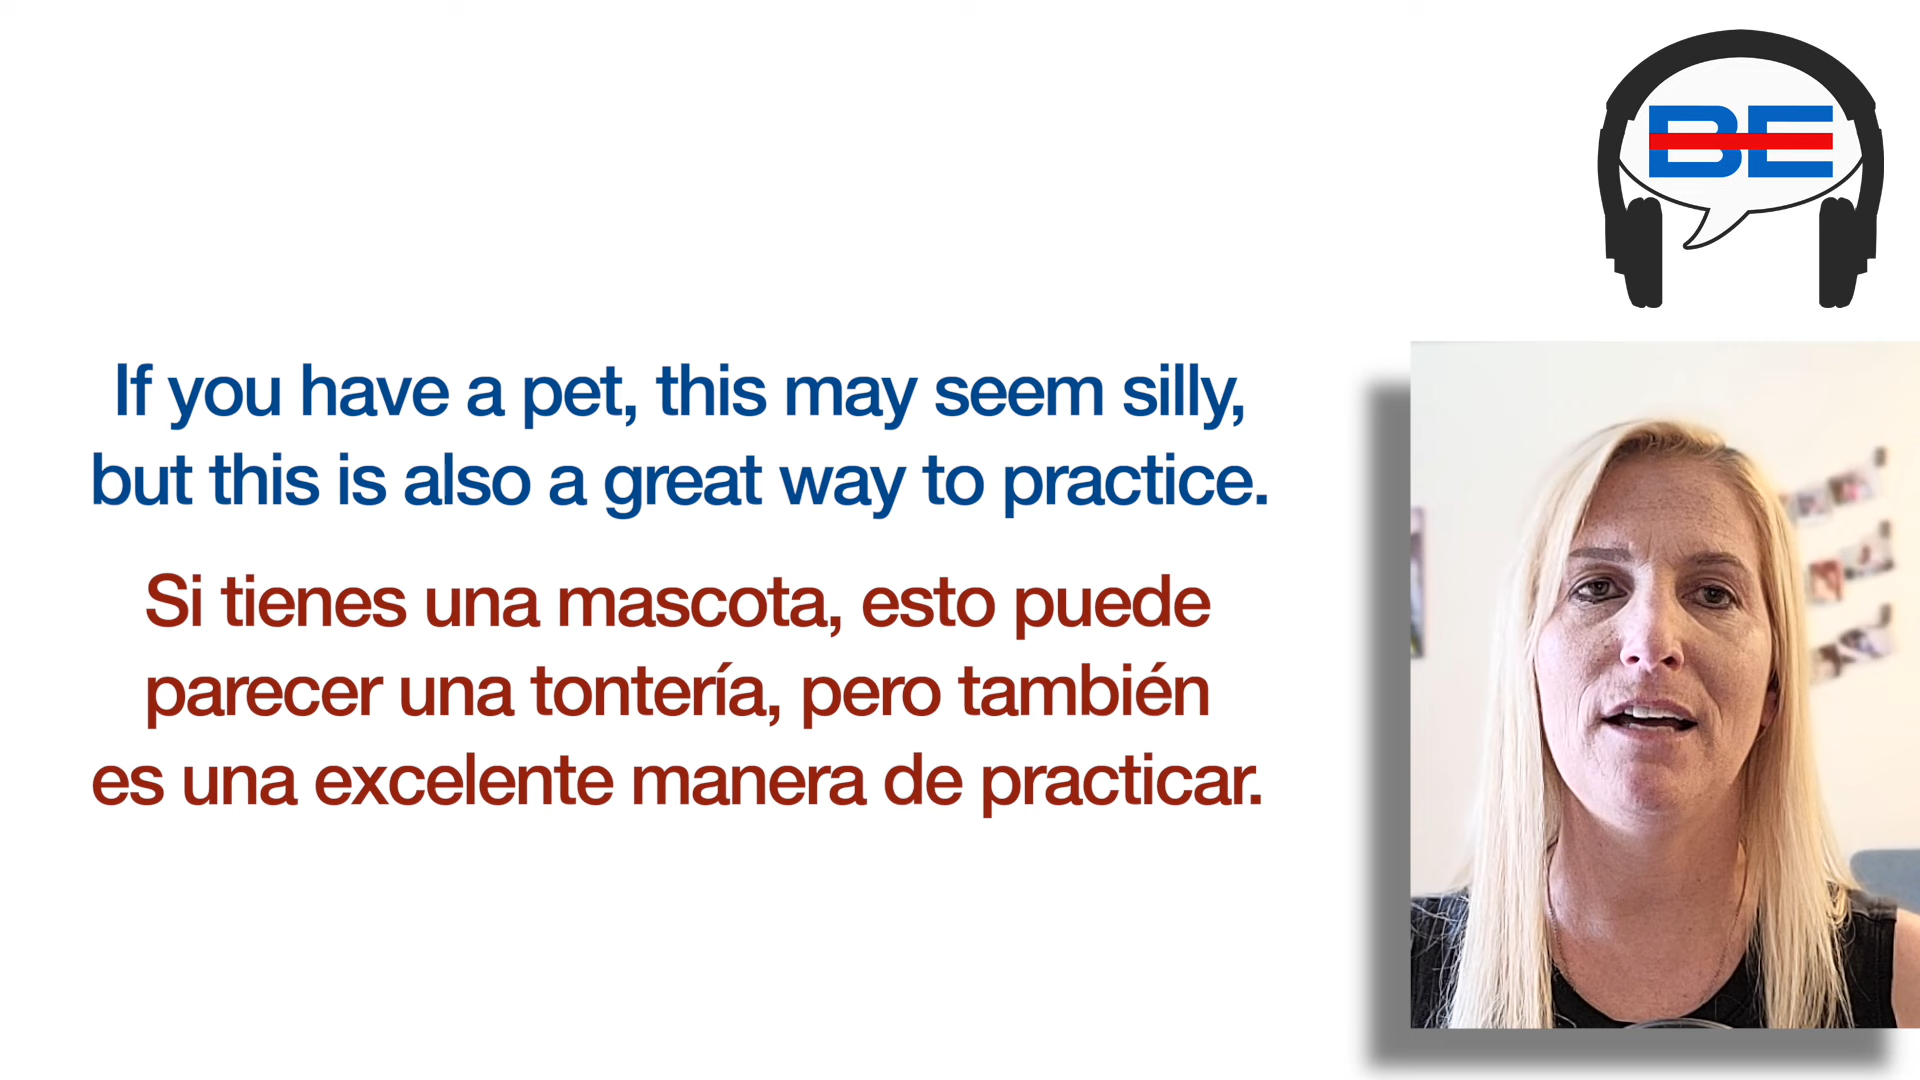 BE
If you have a pet, this may seem silly,
but this is also a great way to practice.
Si tienes una mascota, esto puede
parecer una tontería, pero también
es una excelente manera de practicar.